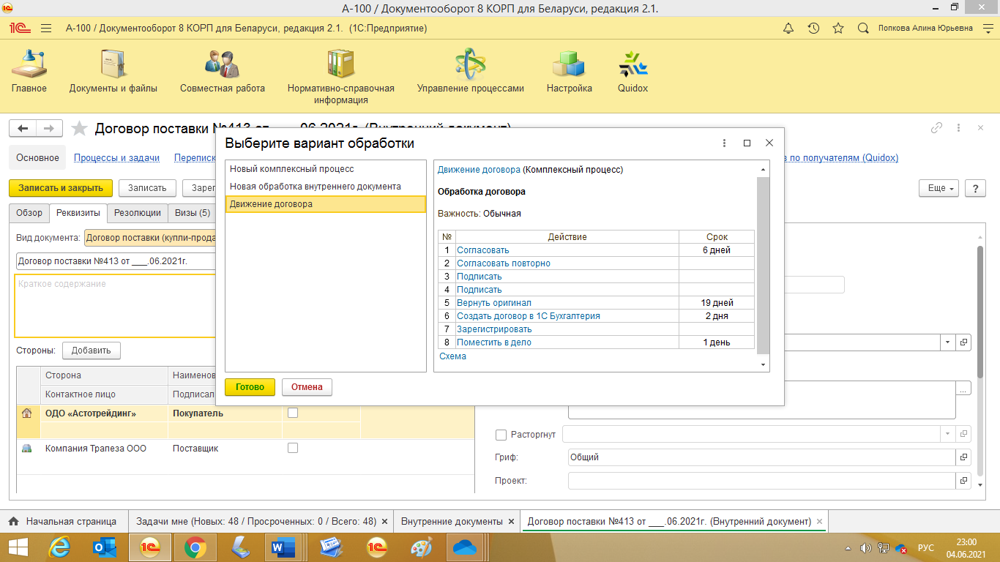 А-100 / Документооборот 8 КОРП для Беларуси, редакция 2.1.
А-100 / Документооборот 8 КОРП для Беларуси, редакция 2.1. (1С:Предприятие)
Попкова Алина Юрьевна
Главное
Документы и файлы
Совместная работа
Нормативно-справочная
информация
Управление процессами
Настройка
Quidox
Договор поставки №413 от ___.06.2021г. (Внутренний документ)
Основное
Процессы и задачи
Переписк
в по получателям (Quidox)
Записать и закрыть
Записать
Заре
Еще
?
Обзор
Реквизиты
Резолюции
Визы (5)
Вид документа:
Договор поставки (купли-прода
Договор поставки №413 от ___.06.2021г.
Краткое содержание
Стороны:
Добавить
Сторона
Наименов
Контактное лицо
Подписал
ОДО «Астотрейдинг»
Покупатель
Компания Трапеза ООО
Поставщик
Выберите вариант обработки
Новый комплексный процесс
Новая обработка внутреннего документа
Движение договора
Движение договора (Комплексный процесс)
Обработка договора
Важность: Обычная
№ Действие Срок
1 Согласовать 6 дней
2 Согласовать повторно
3 Подписать
4 Подписать
5 Вернуть оригинал 19 дней
6 Создать договор в 1С Бухгалтерия 2 дня
7 Зарегистрировать
8 Поместить в дело 1 день
Схема
Готово
Отмена
...
Расторгнут
Гриф:
Общий
Проект:
Начальная страница
Задачи мне (Новых: 48 / Просроченных: 0 / Всего: 48)
Внутренние документы
Договор поставки №413 от ___.06.2021г. (Внутренний документ)
РУС
23:00
04.06.2021